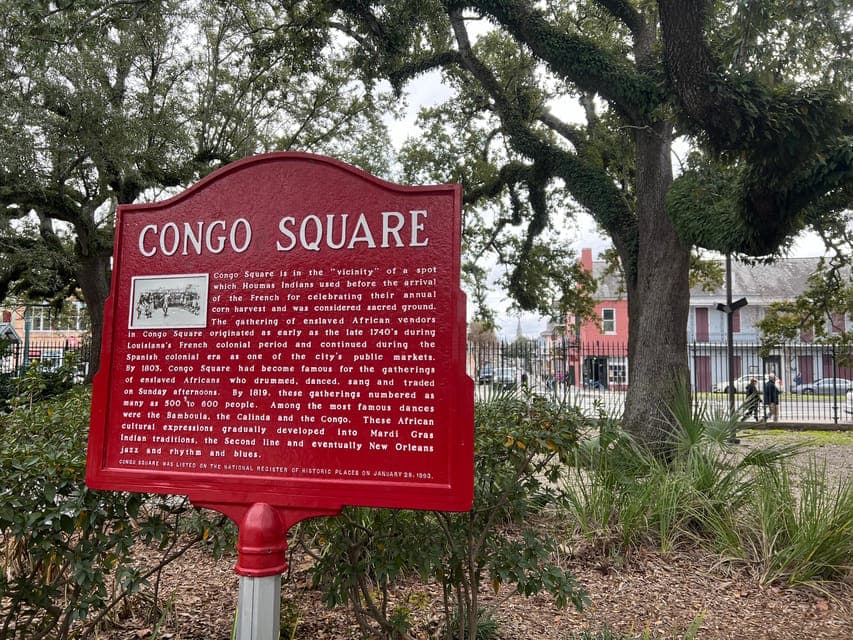 CONGO SQUARE
Congo Square is in the "vicinity" of a spot
which Houmas Indians used before the arrival
of the French for celebrating their annual
corn harvest and was considered sacred ground.
The gathering of enslaved African vendors
in Congo Square originated as early as the late 1740's during
Louisiana's French colonial period and continued during the
Spanish colonial era as one of the city's public markets.
By 1803, Congo Square had become famous for the gatherings
of enslaved Africans who drummed, danced, sang and traded
on Sunday afternoons. By 1819, these gatherings numbered as
many as 500 to 600 people. Among the most famous dances
were the Bamboula, the Calinda and the Congo. These African
cultural expressions gradually developed into Mardi Gras
Indian traditions, the Second line and eventually New Orleans
jazz and rhythm and blues.
CONGO SQUARE WAS LISTED ON THE NATIONAL REGISTER OF HISTORIC PLACES ON JANUARY 28, 1993.